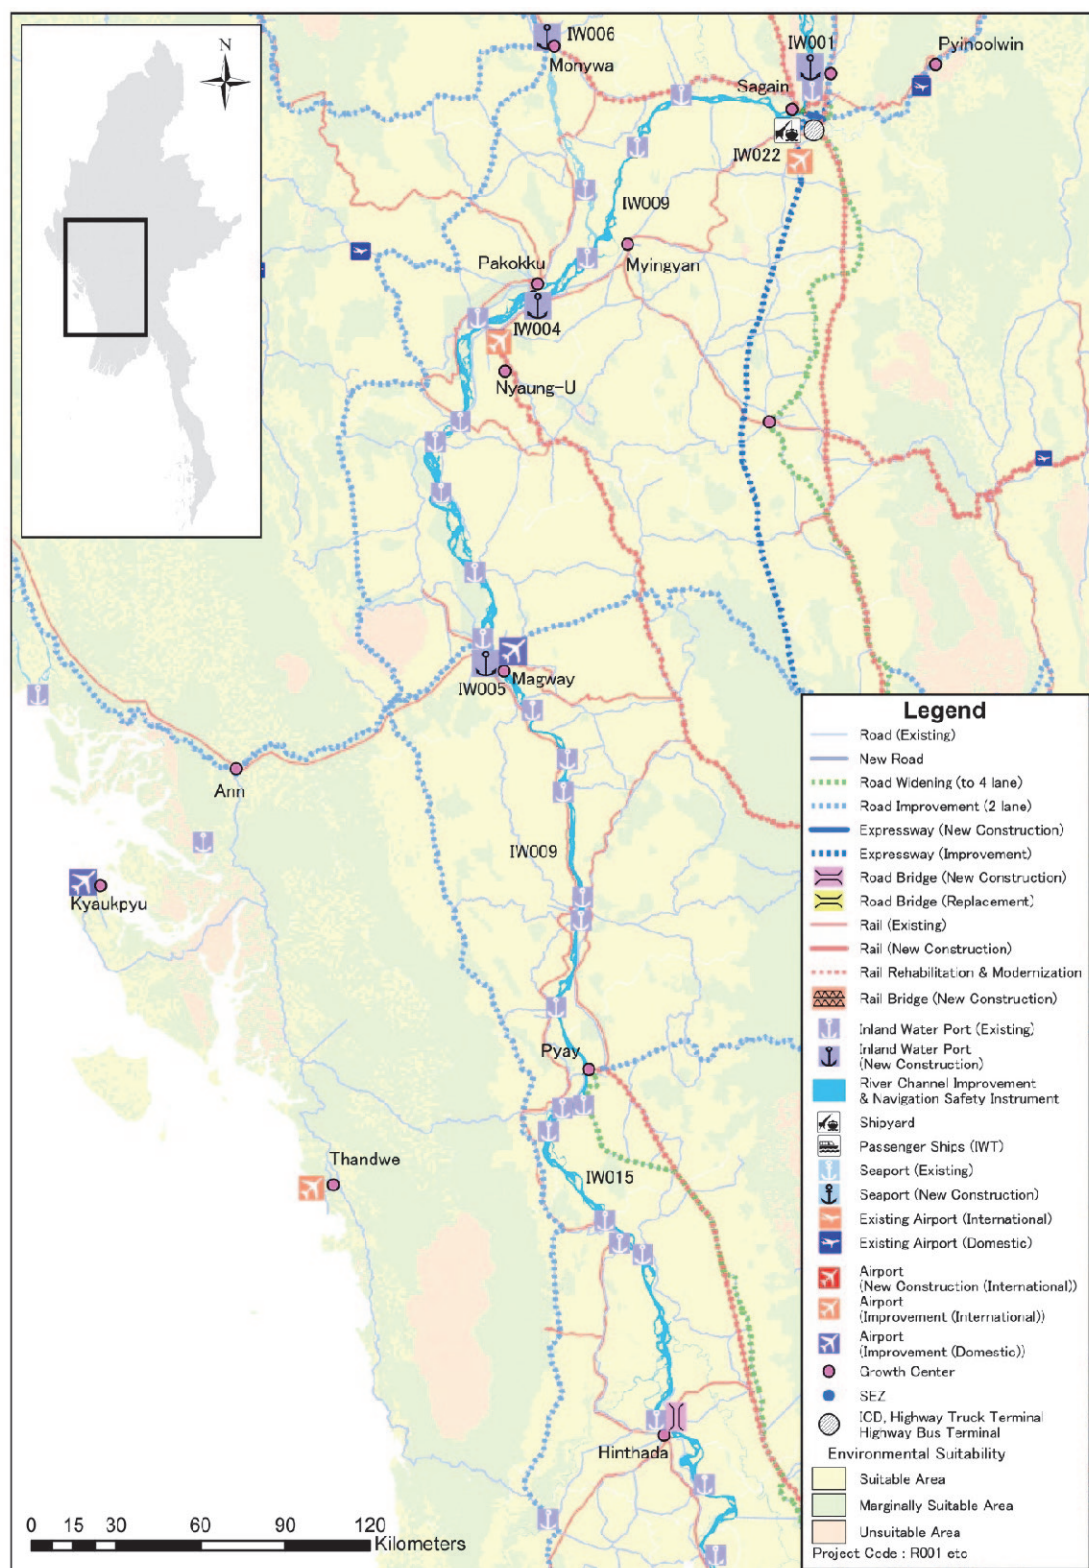 N
IW006
Monywa
IW001
Pyinoolwin
Sagain
IW022
IW009
Pakokku
Myingyan
IW004
Nyaung-U
IW005
Magway
Ann
IW009
Kyaukpyu
Pyay
Thandwe
IW015
Hinthada
0 15 30 60 90 120
Kilometers
Legend
Road (Existing)
New Road
Road Widening (to 4 lane)
Road Improvement (2 lane)
Expressway (New Construction)
Expressway (Improvement)
Road Bridge (New Construction)
Road Bridge (Replacement)
Rail (Existing)
Rail (New Construction)
Rail Rehabilitation & Modernization
Rail Bridge (New Construction)
Inland Water Port (Existing)
Inland Water Port
(New Construction)
River Channel Improvement
& Navigation Safety Instrument
Shipyard
Passenger Ships (IWT)
Seaport (Existing)
Seaport (New Construction)
Existing Airport (International)
Existing Airport (Domestic)
Airport
(New Construction (International))
Airport
(Improvement (International))
Airport
(Improvement (Domestic))
Growth Center
SEZ
ICD, Highway Truck Terminal
Highway Bus Terminal
Environmental Suitability
Suitable Area
Marginally Suitable Area
Unsuitable Area
Project Code : R001 etc